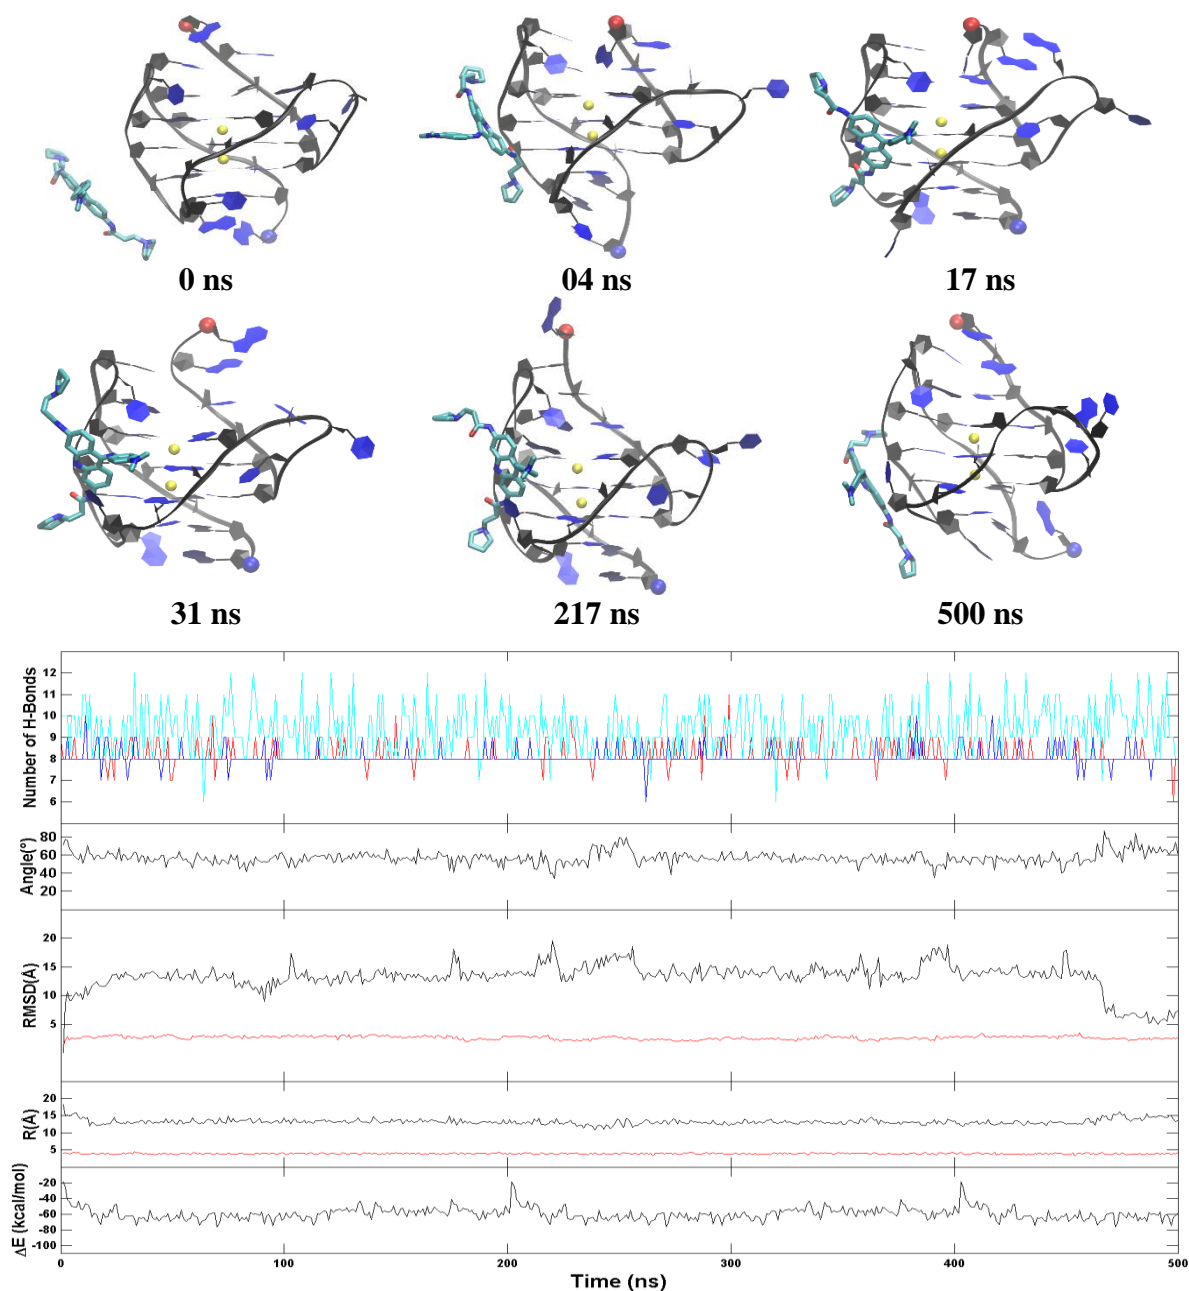 0 ns
04 ns
17 ns
31 ns
217 ns
500 ns
Number of H-Bonds
12
11
10
9
8
7
6
Angle(°)
80
60
40
20
RMSD(Å)
20
15
10
5
R(Å)
20
15
10
5
ΔE (kcal/mol)
-20
-40
-60
-80
-100
0
100
200
300
400
500
Time (ns)